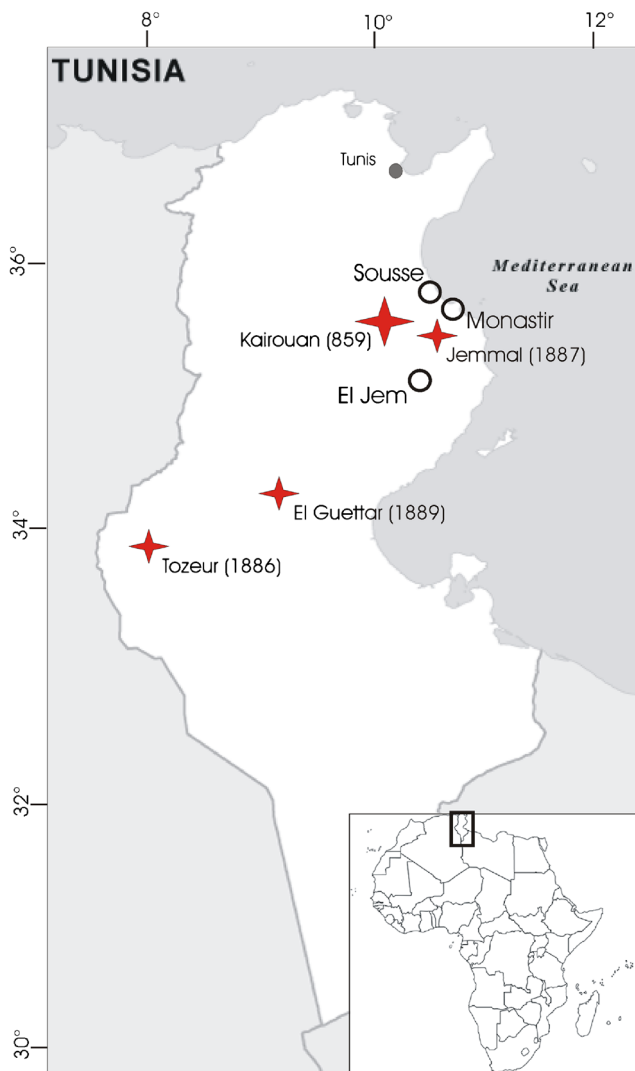 8°
10°
12°
TUNISIA
Tunis
36°
Mediterranean
Sea
Sousse
Monastir
Kairouan (859)
Jemmal (1887)
El Jem
El Guettar (1889)
34°
Tozeur (1886)
32°
30°